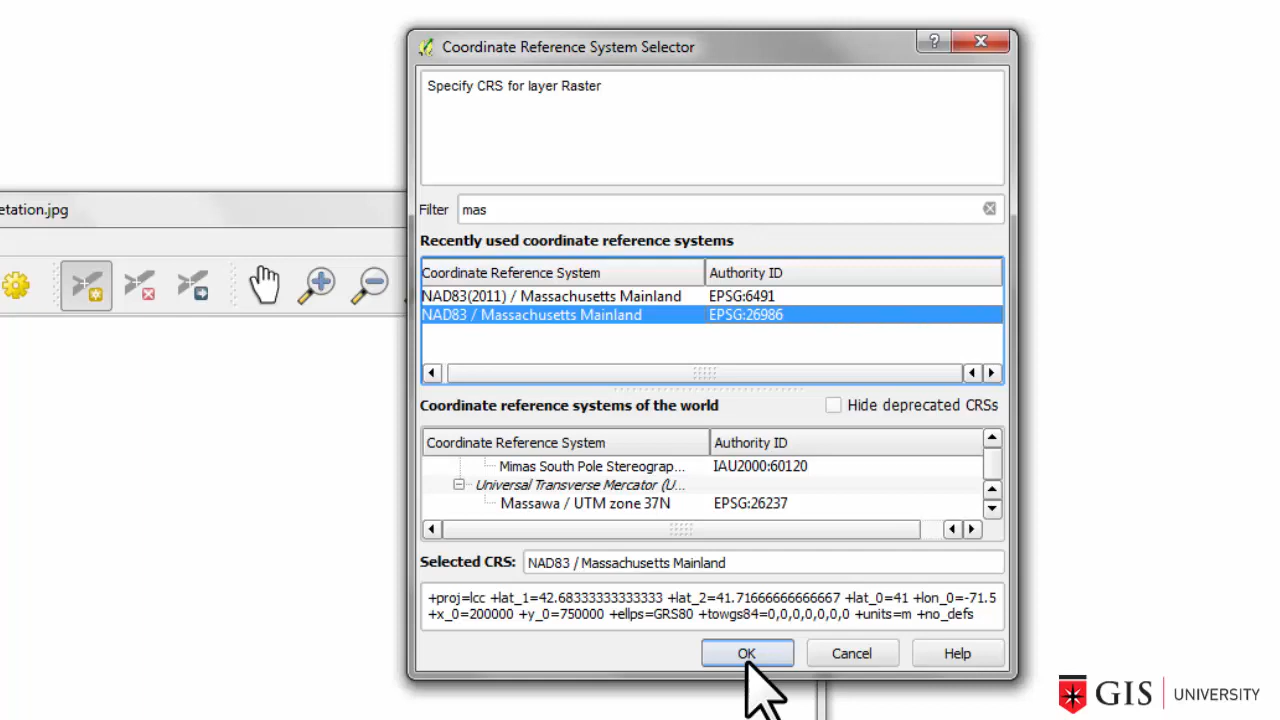 Coordinate Reference System Selector
?
Specify CRS for layer Raster
etation.jpg
Filter mas
Recently used coordinate reference systems
Coordinate Reference System Authority ID
NAD83(2011) / Massachusetts Mainland EPSG:6491
NAD83 / Massachusetts Mainland EPSG:26986
Coordinate reference systems of the world Hide deprecated CRSs
Coordinate Reference System Authority ID
Mimas South Pole Stereograp... IAU2000:60120
Universal Transverse Mercator (U...
Massawa / UTM zone 37N EPSG:26237
Selected CRS: NAD83 / Massachusetts Mainland
+proj=lcc +lat_1=42.68333333333333 +lat_2=41.71666666666667 +lat_0=41 +lon_0=-71.5
+x_0=200000 +y_0=750000 +ellps=GRS80 +towgs84=0,0,0,0,0,0,0 +units=m +no_defs
OK Cancel Help
GIS UNIVERSITY